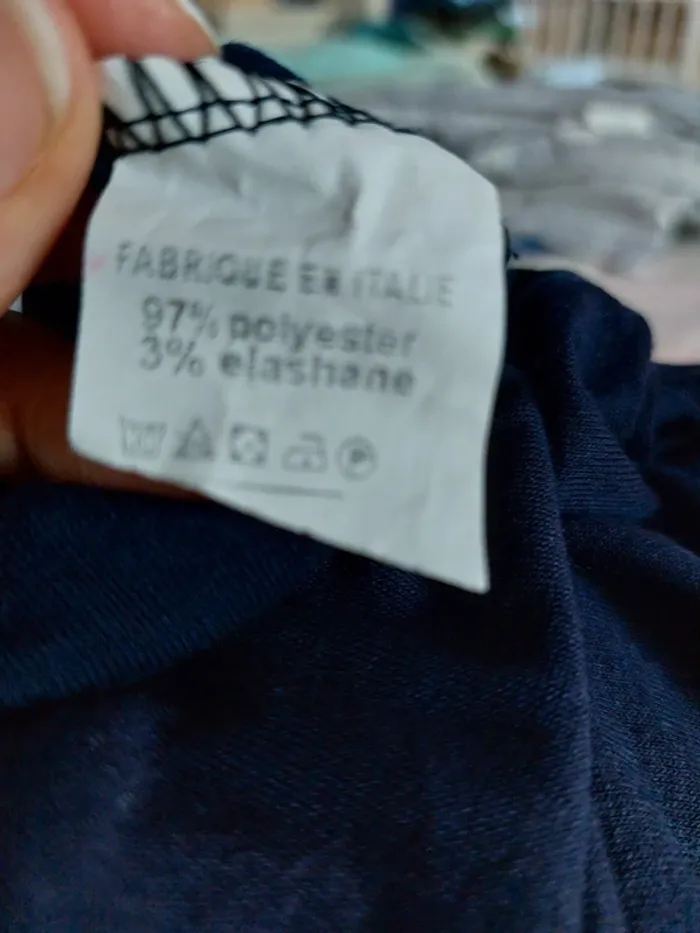 FABRIQUE EN ITALIE
97% polyester
3% elashane
P